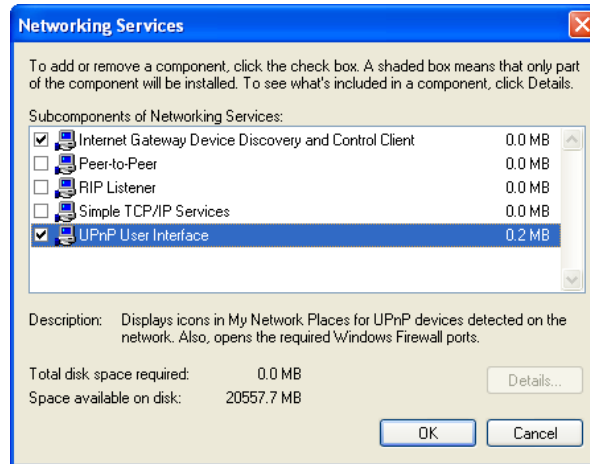 Networking Services
To add or remove a component, click the check box. A shaded box means that only part
of the component will be installed. To see what's included in a component, click Details.
Subcomponents of Networking Services:
Internet Gateway Device Discovery and Control Client 0.0 MB
Peer-to-Peer 0.0 MB
RIP Listener 0.0 MB
Simple TCP/IP Services 0.0 MB
UPnP User Interface 0.2 MB
Description: Displays icons in My Network Places for UPnP devices detected on the
network. Also, opens the required Windows Firewall ports.
Total disk space required: 0.0 MB
Details...
Space available on disk: 20557.7 MB
OK Cancel